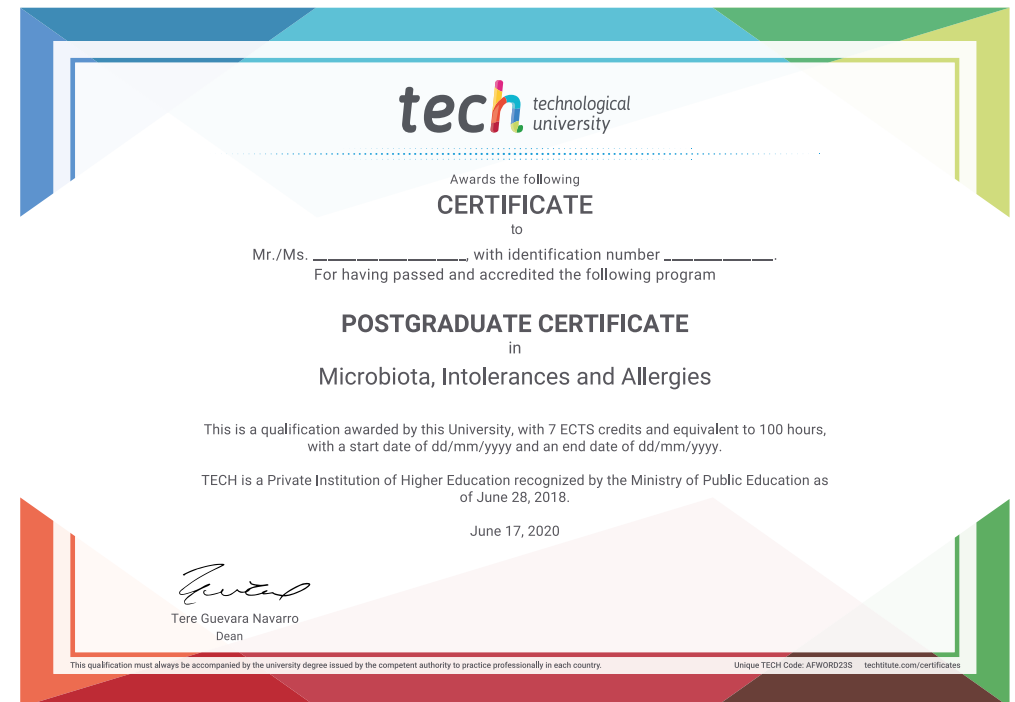 tech technological
university
Awards the following
CERTIFICATE
to
Mr./Ms. _________________, with identification number ____________.
For having passed and accredited the following program
POSTGRADUATE CERTIFICATE
in
Microbiota, Intolerances and Allergies
This is a qualification awarded by this University, with 7 ECTS credits and equivalent to 100 hours,
with a start date of dd/mm/yyyy and an end date of dd/mm/yyyy.
TECH is a Private Institution of Higher Education recognized by the Ministry of Public Education as
of June 28, 2018.
June 17, 2020
Tere Guevara Navarro
Dean
This qualification must always be accompanied by the university degree issued by the competent authority to practice professionally in each country.
Unique TECH Code: AFWORD23S techtitute.com/certificates